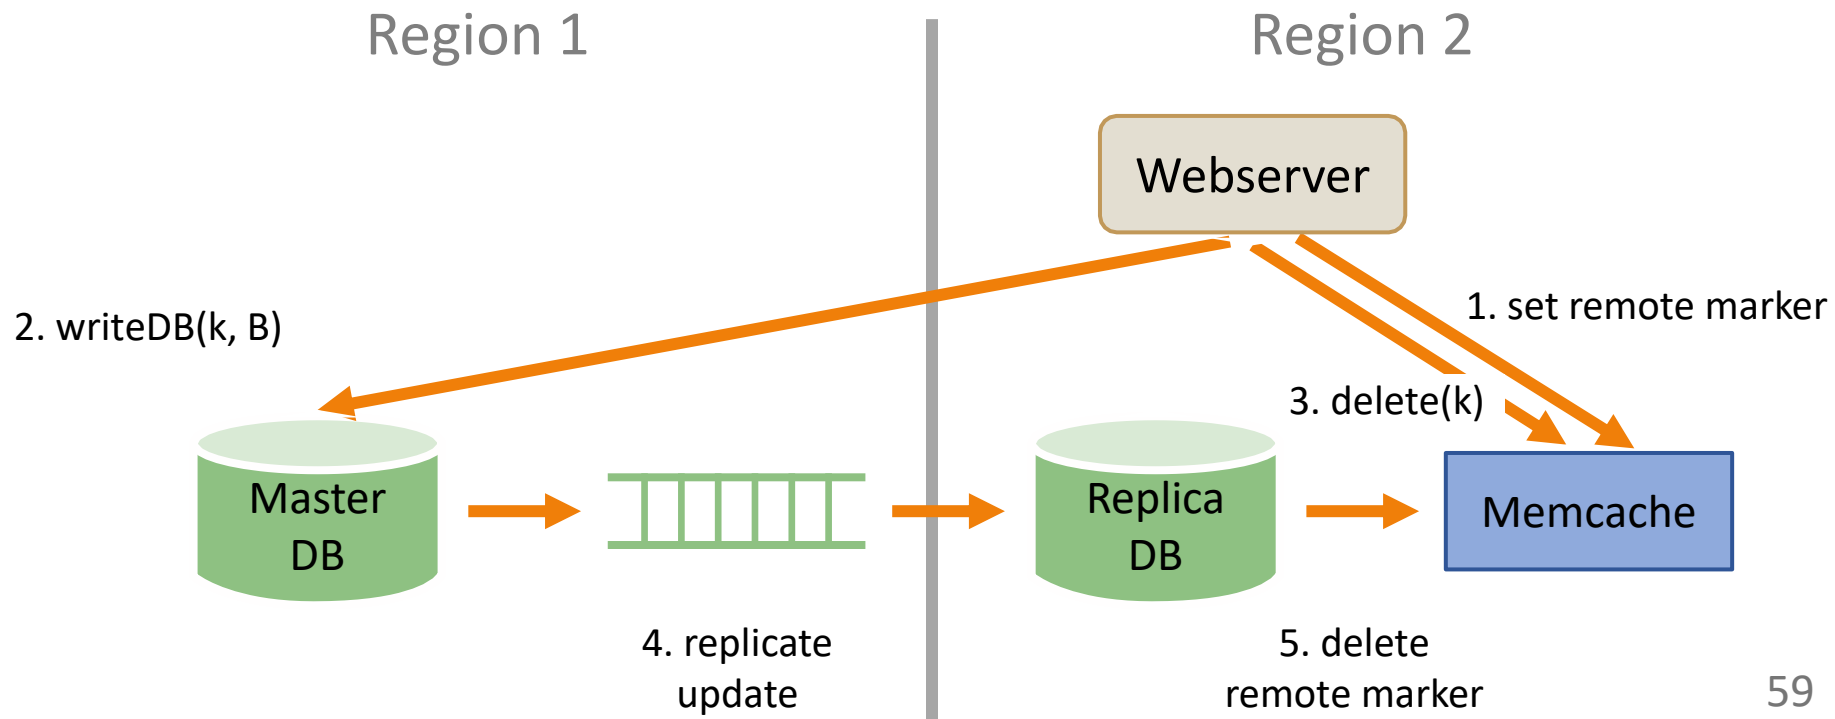 Region 1
Region 2
Webserver
1. set remote marker
2. writeDB(k, B)
3. delete(k)
Master
DB
Replica
DB
Memcache
4. replicate
update
5. delete
remote marker
59